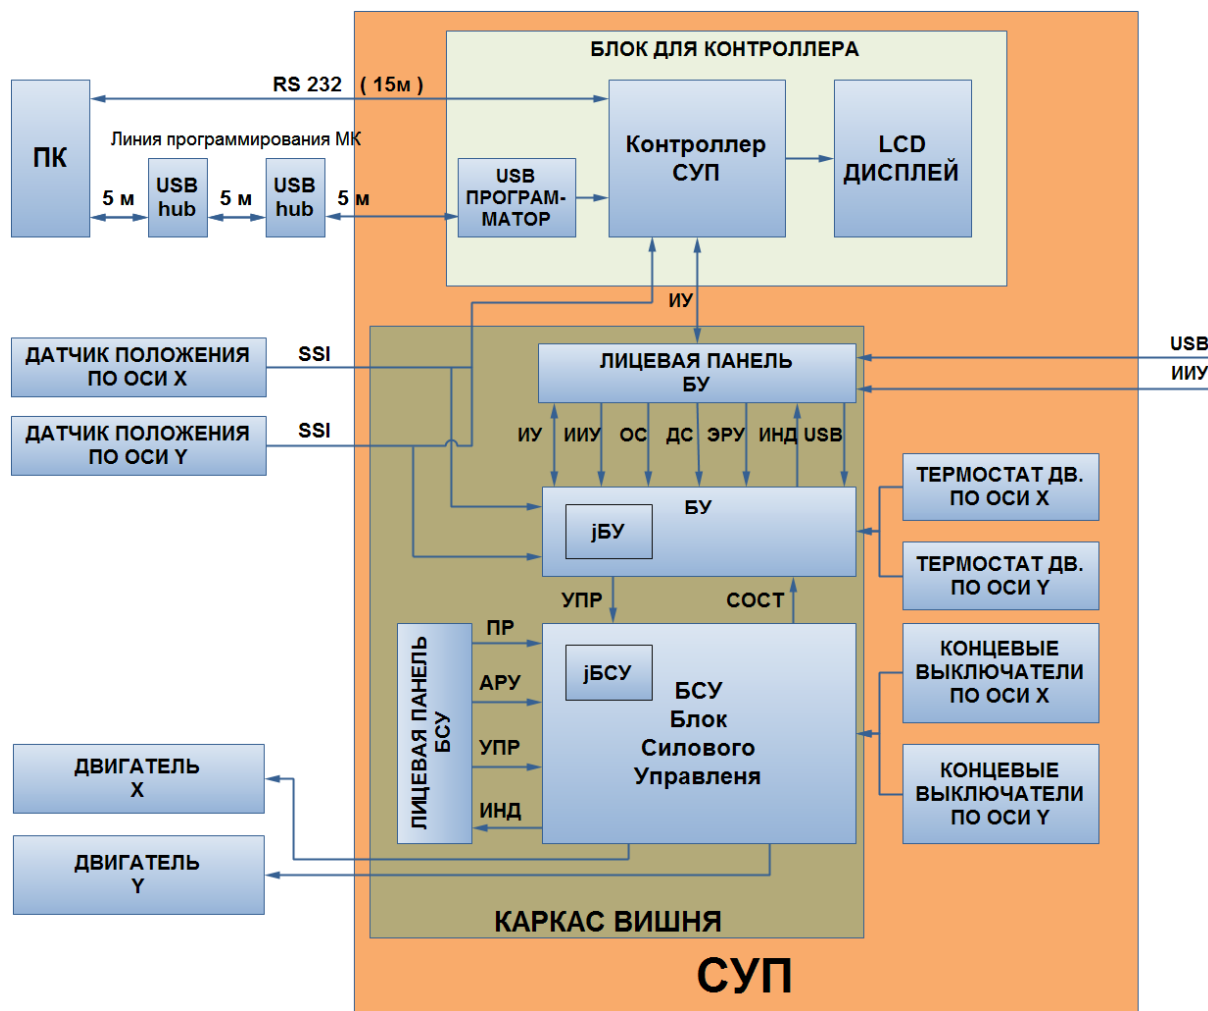 БЛОК ДЛЯ КОНТРОЛЛЕРА
RS 232 ( 15м )
ПК
Линия программирования МК
5 м
USB
hub
5 м
USB
hub
5 м
USB
ПРОГРАМ-
МАТОР
Контроллер
СУП
LCD
ДИСПЛЕЙ
ИУ
ДАТЧИК ПОЛОЖЕНИЯ
ПО ОСИ X
SSI
ДАТЧИК ПОЛОЖЕНИЯ
ПО ОСИ Y
SSI
ЛИЦЕВАЯ ПАНЕЛЬ
БУ
USB
ИИУ
ИУ
ИИУ
ОС
ДС
ЭРУ
ИНД
USB
БУ
jБУ
ТЕРМОСТАТ ДВ.
ПО ОСИ X
ТЕРМОСТАТ ДВ.
ПО ОСИ Y
УПР
СОСТ
ЛИЦЕВАЯ ПАНЕЛЬ
БСУ
ПР
АРУ
УПР
ИНД
jБСУ
БСУ
Блок
Силового
Управленя
КОНЦЕВЫЕ
ВЫКЛЮЧАТЕЛИ
ПО ОСИ X
КОНЦЕВЫЕ
ВЫКЛЮЧАТЕЛИ
ПО ОСИ Y
ДВИГАТЕЛЬ
X
ДВИГАТЕЛЬ
Y
КАРКАС ВИШНЯ
СУП